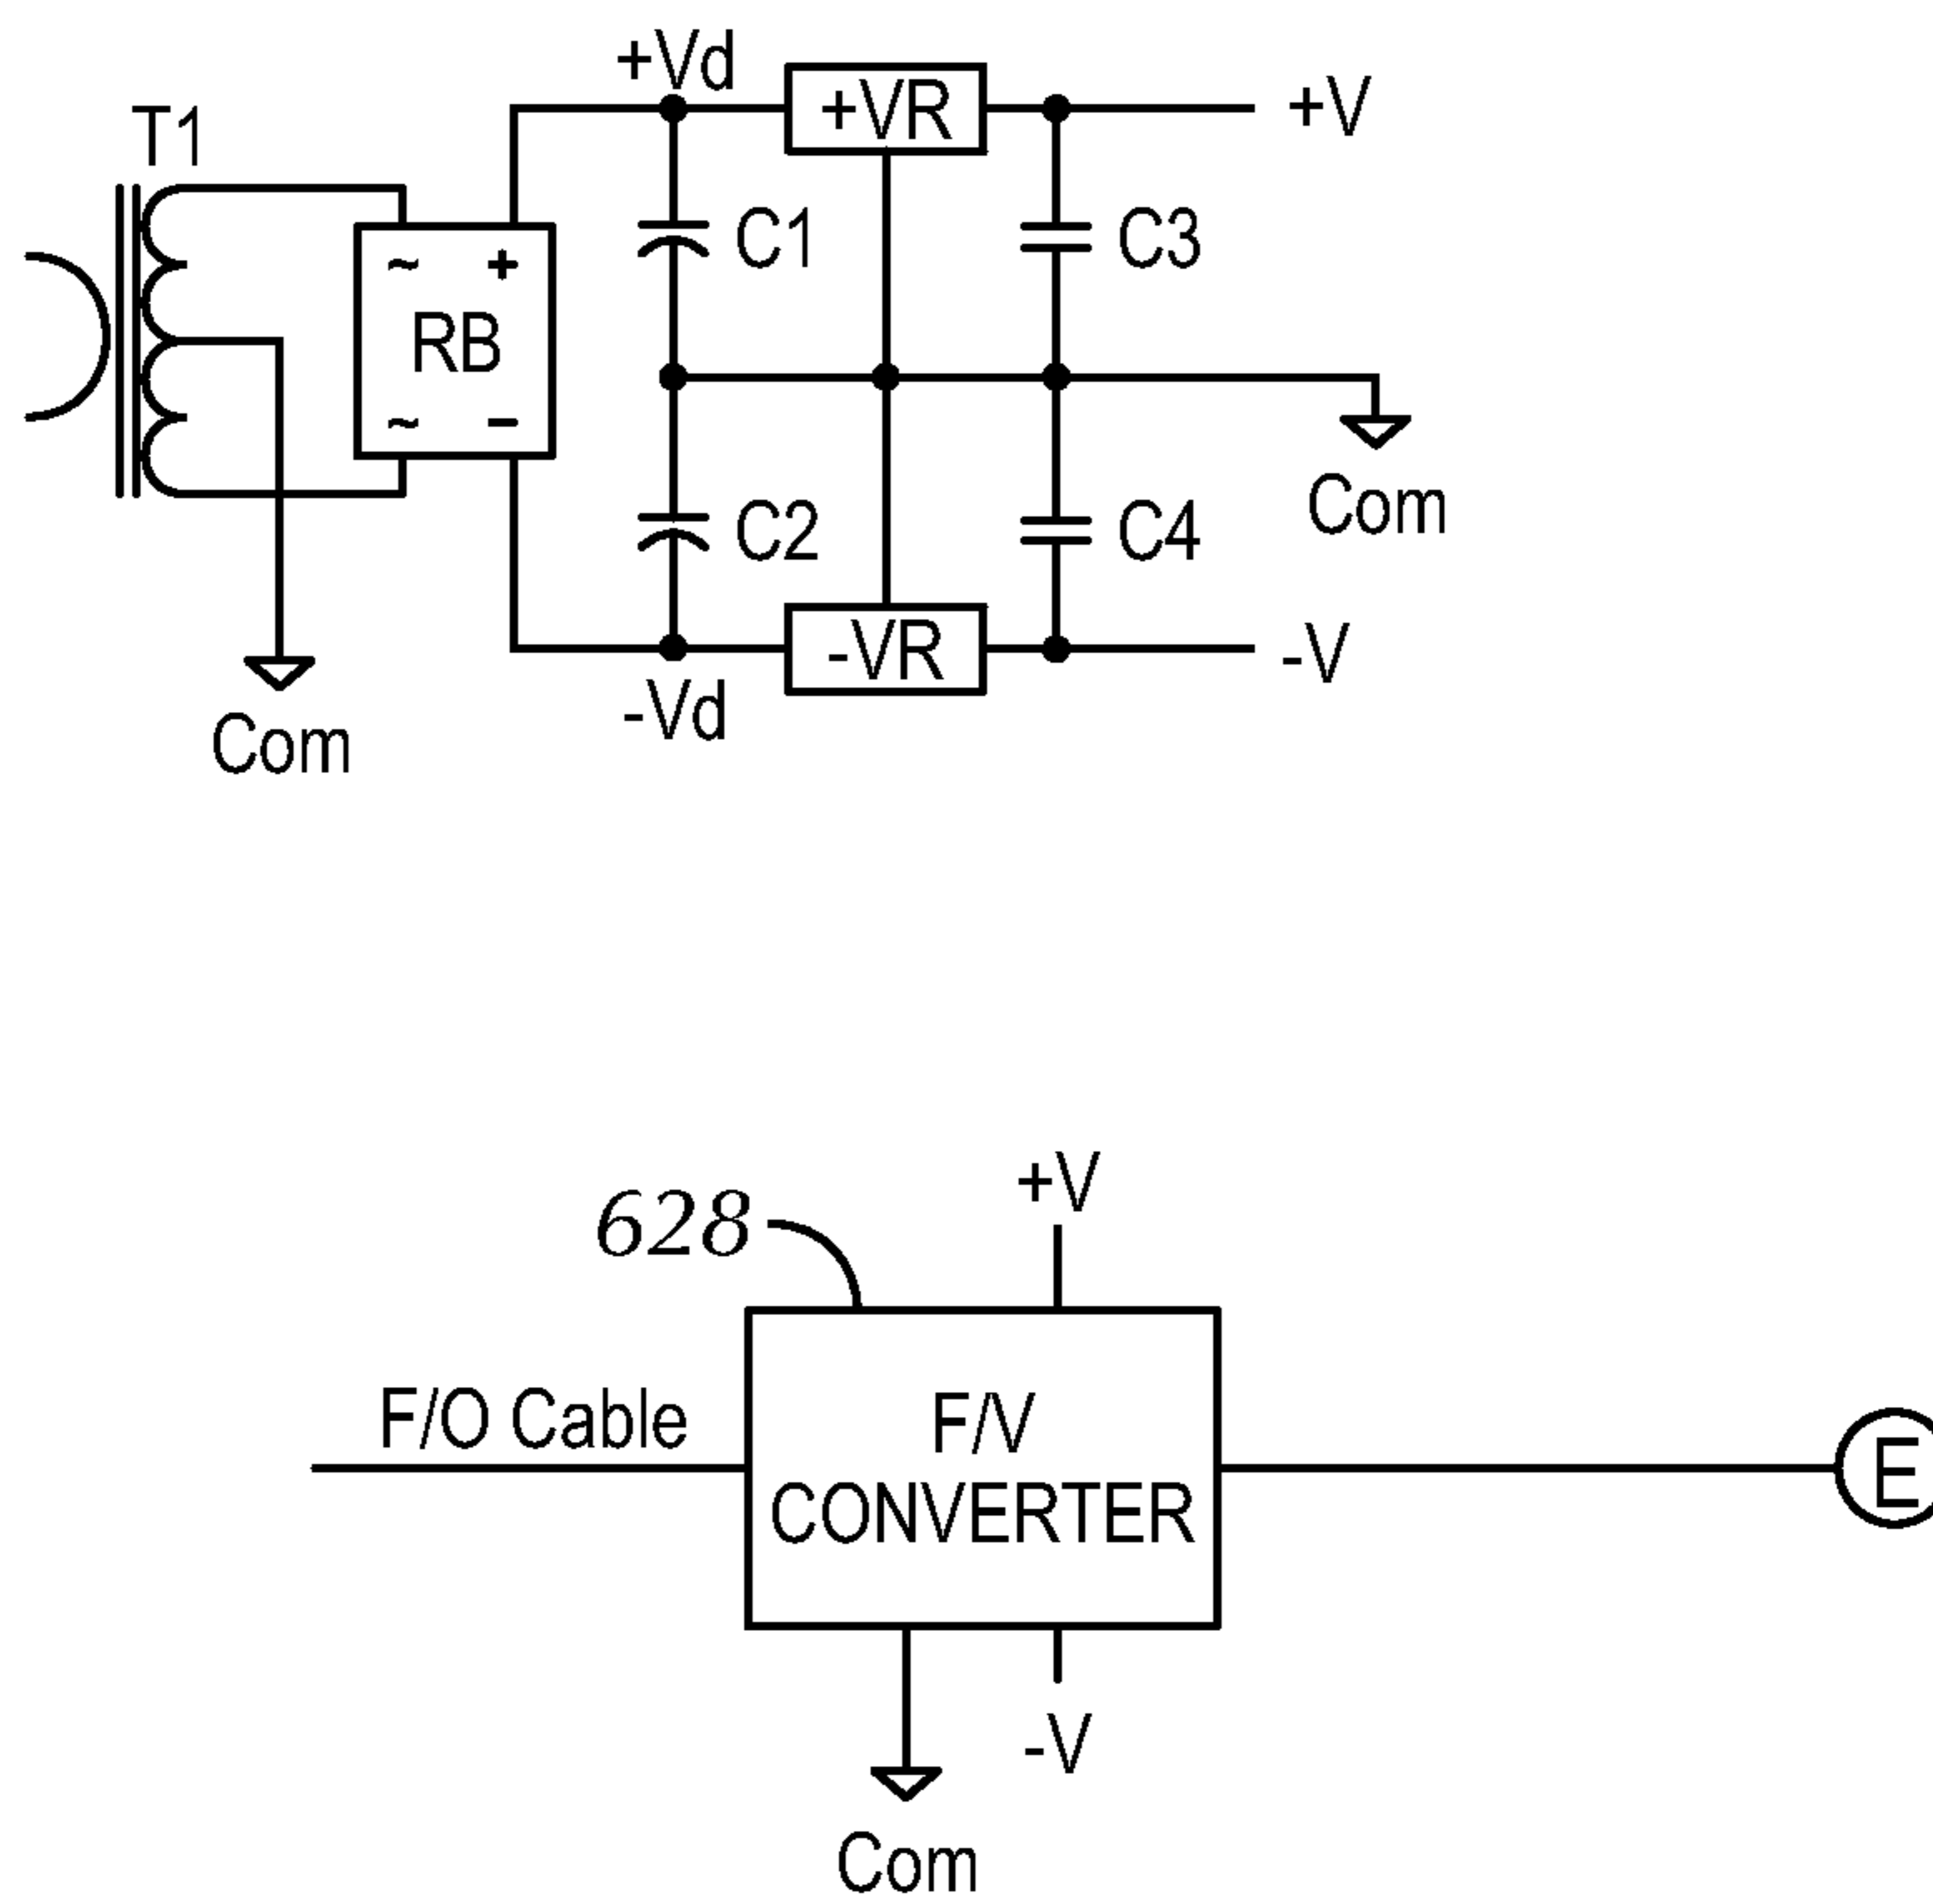 +Vd
+VR
+V
T1
C1
C3
~ +
RB
~ −
Com
C2
C4
-VR
-V
-Vd
Com
+V
628
F/O Cable
F/V
CONVERTER
E
-V
Com